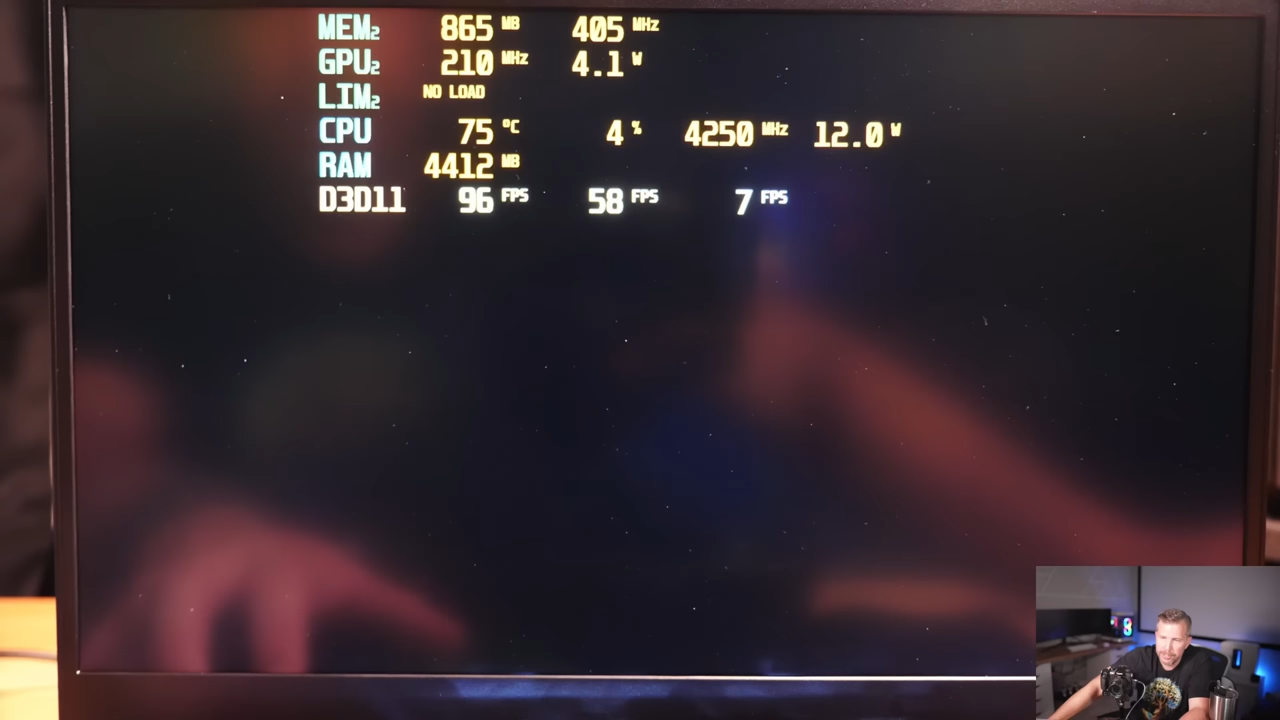 MEM2 865 MB 405 MHz
GPU2 210 MHz 4.1 W
LIM2 NO LOAD
CPU 75 °C 4 % 4250 MHz 12.0 W
RAM 4412 MB
D3D11 96 FPS 58 FPS 7 FPS